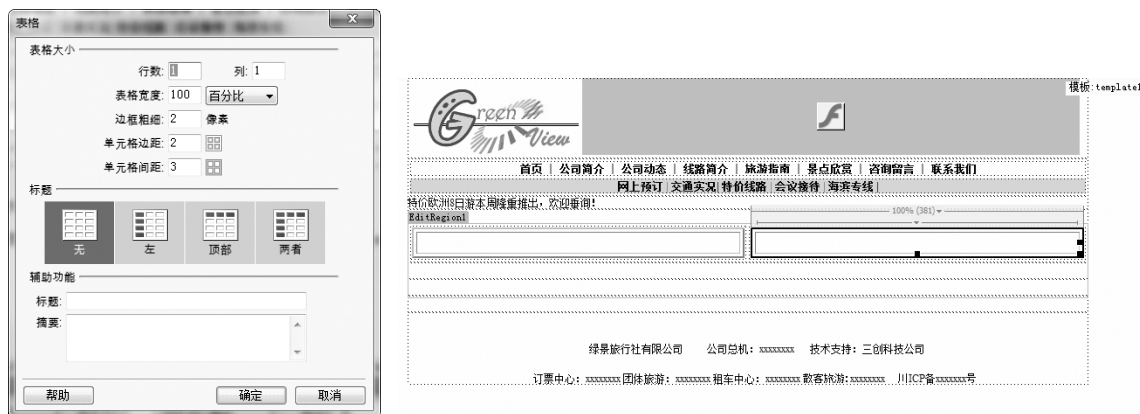 表格
表格大小
行数: 1 列: 1
表格宽度: 100 百分比
边框粗细: 2 像素
单元格边距: 2
单元格间距: 3
标题
无 左 顶部 两者
辅助功能
标题:
摘要:
帮助 确定 取消
模板:template1
Green
View
首页 | 公司简介 | 公司动态 | 线路简介 | 旅游指南 | 景点欣赏 | 咨询留言 | 联系我们
网上预订|交通实况|特价线路|会议接待|海滨专线|
特价欧洲8日游本周隆重推出，欢迎垂询!
EditRegion1
100% (381)
绿景旅行社有限公司 公司总机：xxxxxxxx 技术支持：三创科技公司
订票中心：xxxxxxxx 团体旅游：xxxxxxxx 租车中心：xxxxxxxx 散客旅游:xxxxxxxx 川ICP备xxxxxxx号